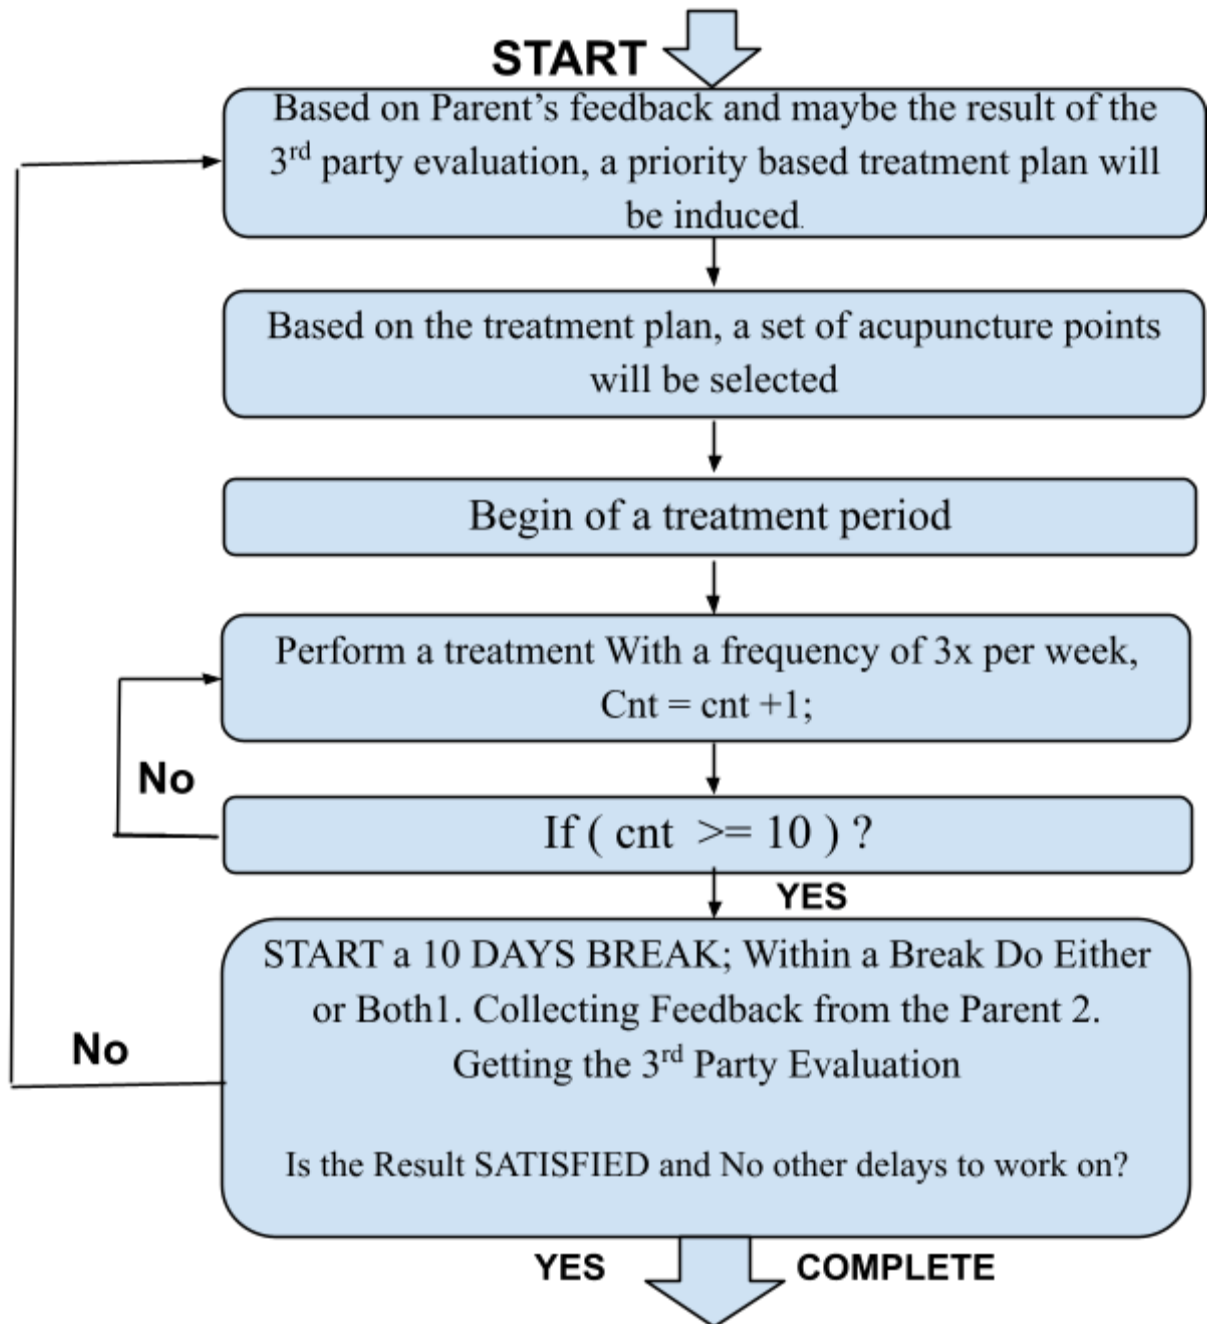 START
Based on Parent’s feedback and maybe the result of the
3rd party evaluation, a priority based treatment plan will
be induced.
Based on the treatment plan, a set of acupuncture points
will be selected
Begin of a treatment period
Perform a treatment With a frequency of 3x per week,
Cnt = cnt +1;
No
If ( cnt >= 10 ) ?
YES
START a 10 DAYS BREAK; Within a Break Do Either
or Both1. Collecting Feedback from the Parent 2.
Getting the 3rd Party Evaluation
No
Is the Result SATISFIED and No other delays to work on?
YES
COMPLETE